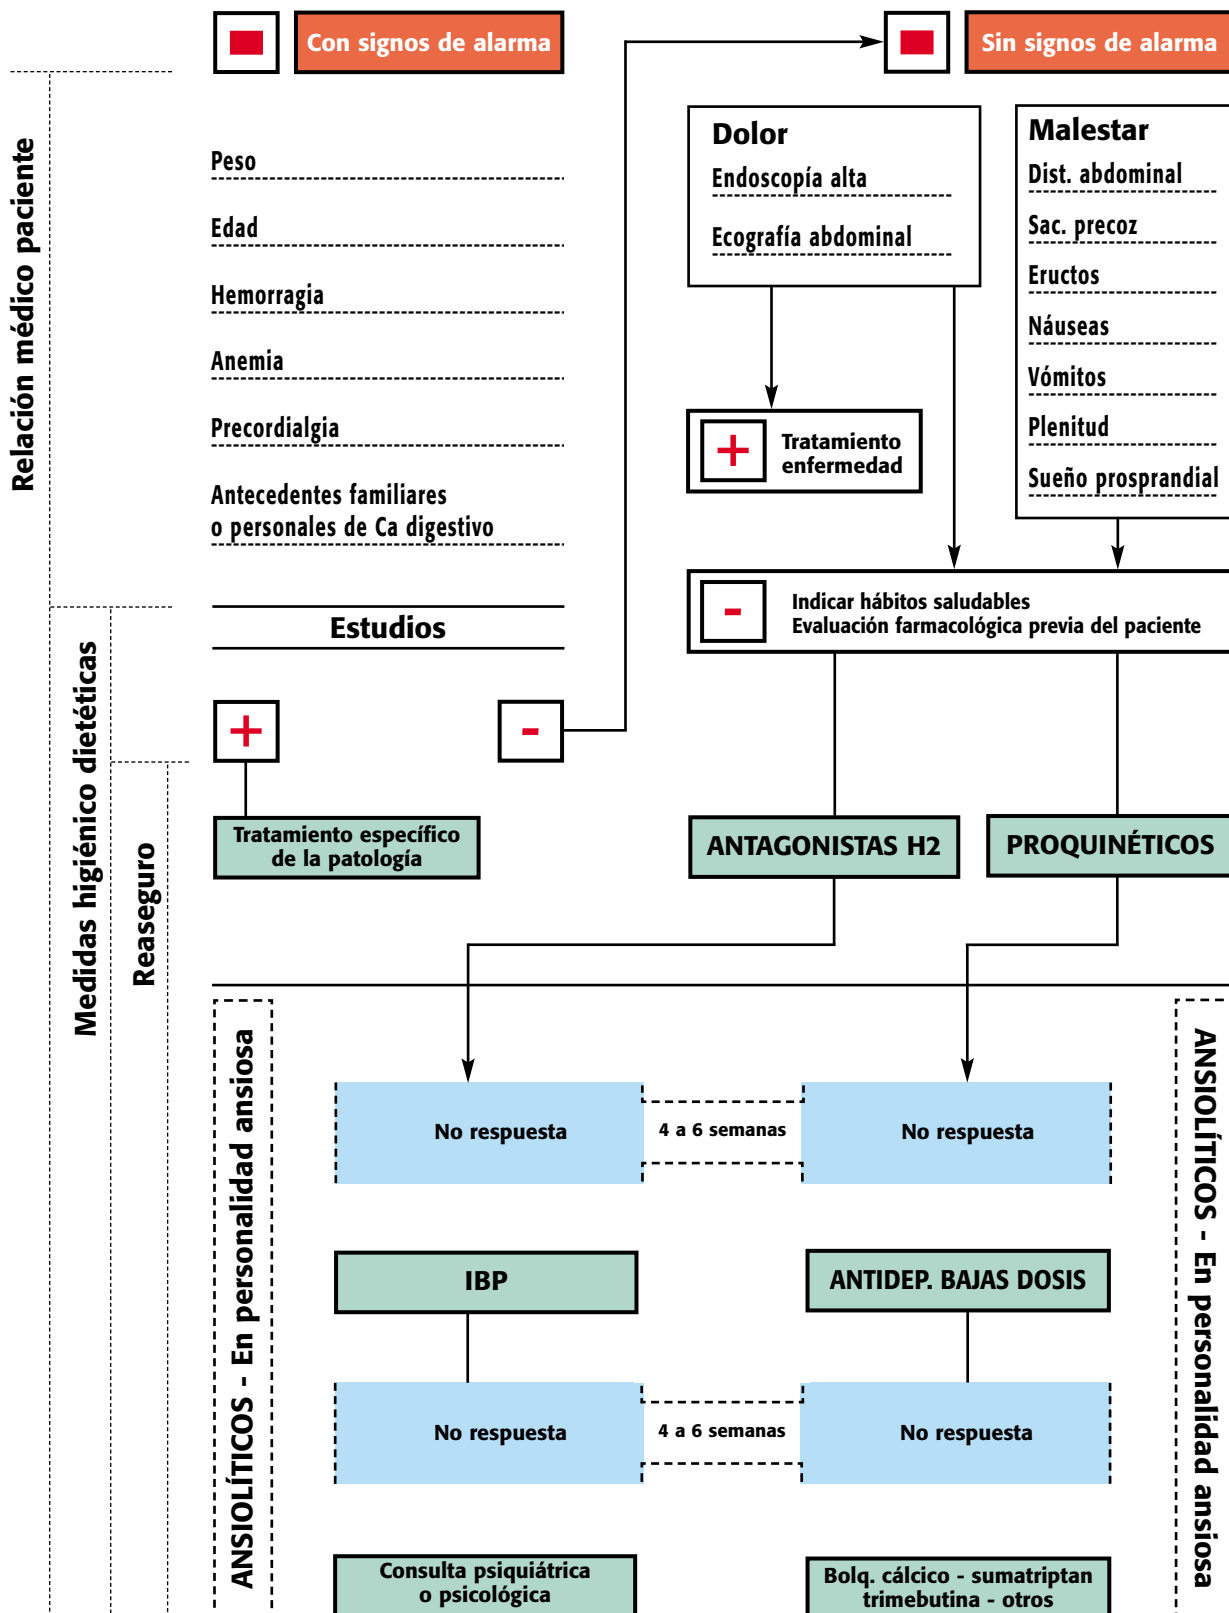 Con signos de alarma
Sin signos de alarma
Relación médico paciente
Medidas higiénico dietéticas
Reaseguro
Peso
Edad
Hemorragia
Anemia
Precordialgia
Antecedentes familiares
o personales de Ca digestivo
Estudios
+
-
Tratamiento específico
de la patología
Dolor
Endoscopía alta
Ecografía abdominal
Malestar
Dist. abdominal
Sac. precoz
Eructos
Náuseas
Vómitos
Plenitud
Sueño prosprandial
+
Tratamiento
enfermedad
-
Indicar hábitos saludables
Evaluación farmacológica previa del paciente
ANTAGONISTAS H2
PROQUINÉTICOS
ANSIOLÍTICOS - En personalidad ansiosa
No respuesta
4 a 6 semanas
No respuesta
IBP
ANTIDEP. BAJAS DOSIS
No respuesta
4 a 6 semanas
No respuesta
Consulta psiquiátrica
o psicológica
Bolq. cálcico - sumatriptan
trimebutina - otros
ANSIOLÍTICOS - En personalidad ansiosa